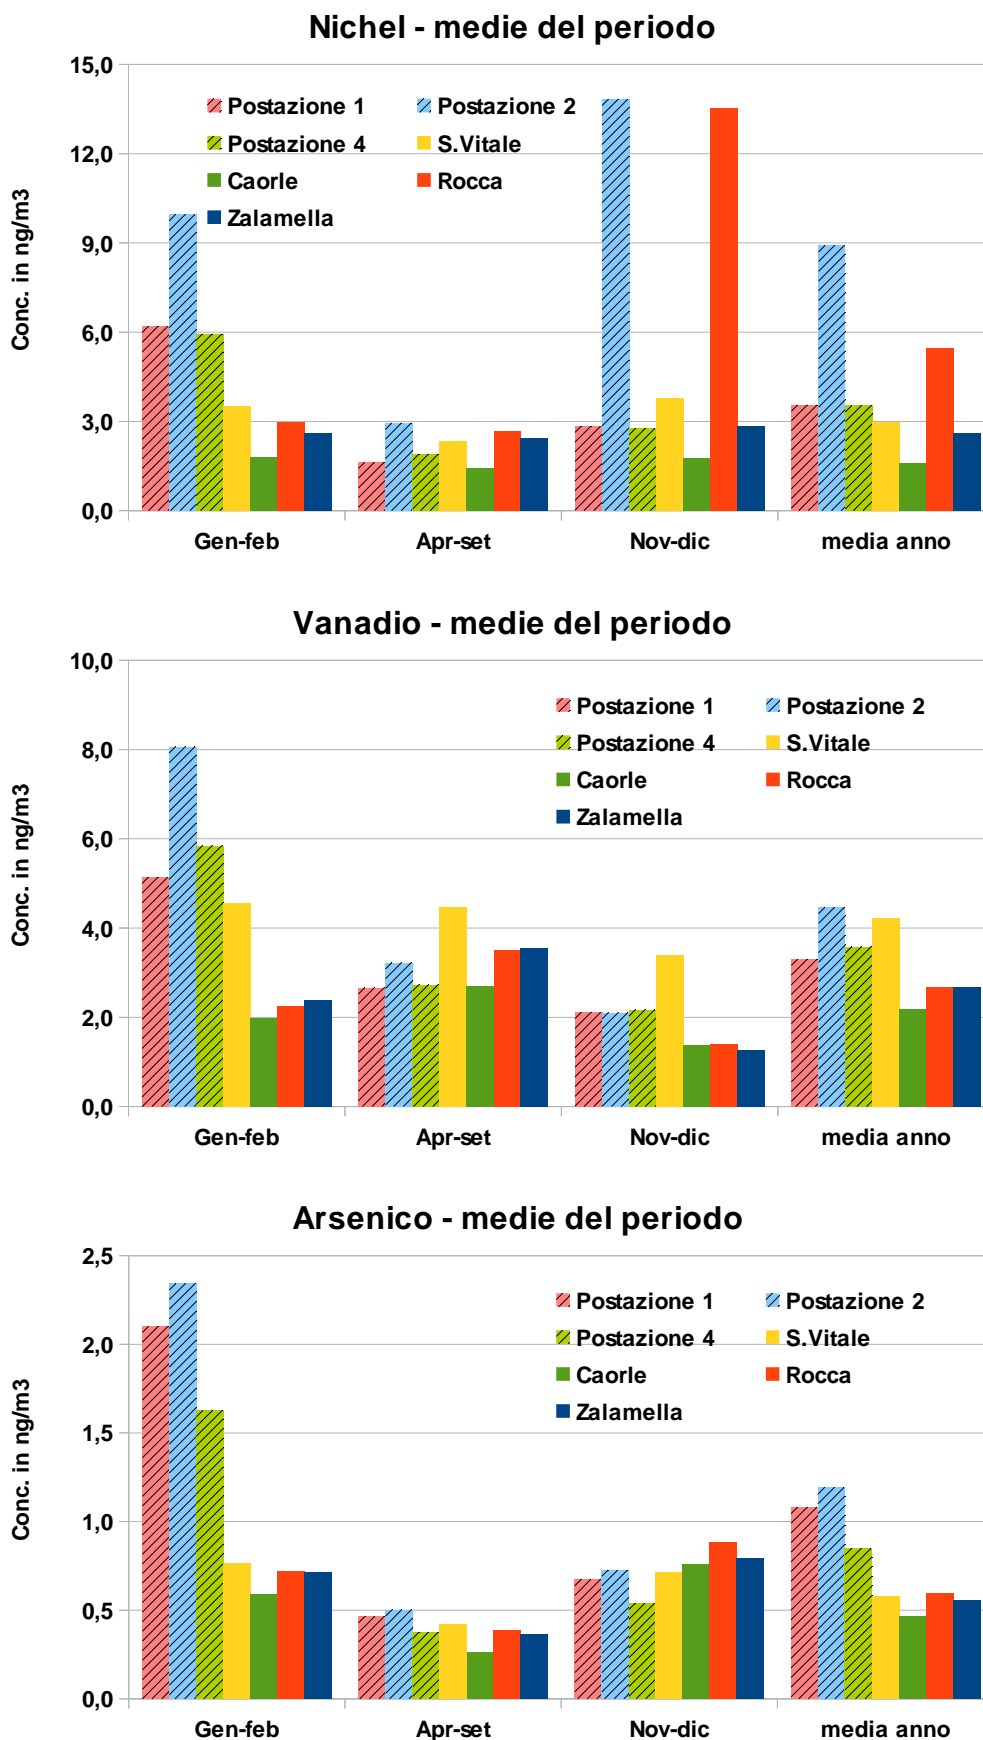 Nichel - medie del periodo
15,0
Postazione 1 Postazione 2
12,0
Postazione 4 S.Vitale
Caorle Rocca
Zalamella
9,0
Conc. in ng/m3
6,0
3,0
0,0
Gen-feb Apr-set Nov-dic media anno
Vanadio - medie del periodo
10,0
Postazione 1 Postazione 2
8,0
Postazione 4 S.Vitale
Caorle Rocca
Zalamella
6,0
Conc. in ng/m3
4,0
2,0
0,0
Gen-feb Apr-set Nov-dic media anno
Arsenico - medie del periodo
2,5
Postazione 1 Postazione 2
2,0
Postazione 4 S.Vitale
Caorle Rocca
Zalamella
1,5
Conc. in ng/m3
1,0
0,5
0,0
Gen-feb Apr-set Nov-dic media anno